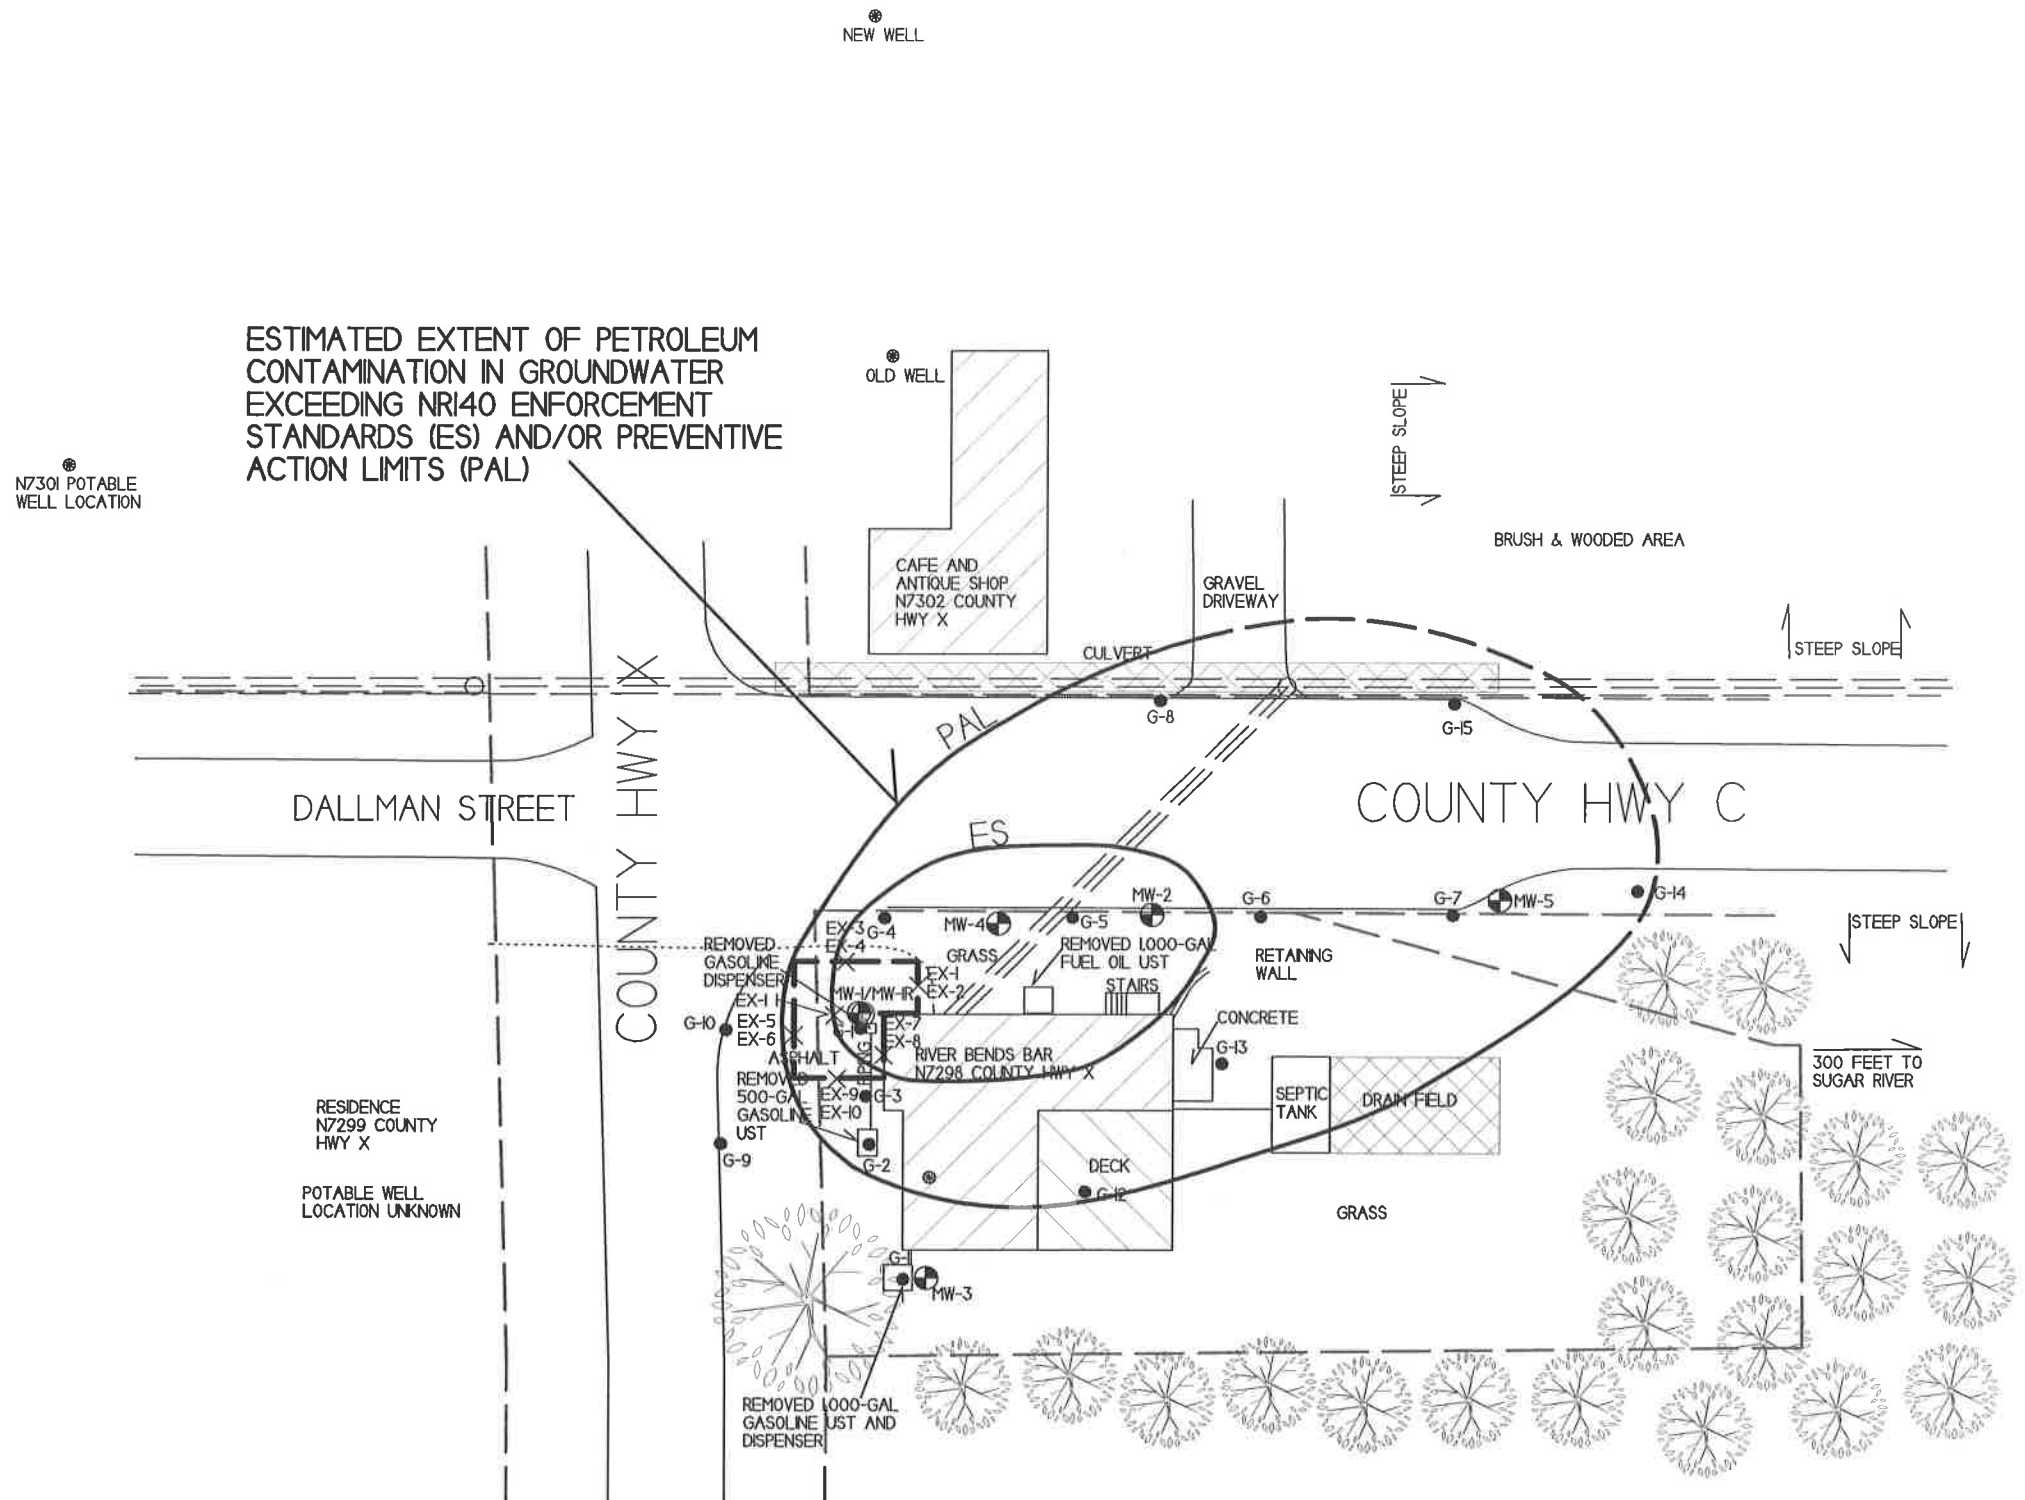 NEW WELL
ESTIMATED EXTENT OF PETROLEUM
CONTAMINATION IN GROUNDWATER
EXCEEDING NR140 ENFORCEMENT
STANDARDS (ES) AND/OR PREVENTIVE
ACTION LIMITS (PAL)
OLD WELL
STEEP SLOPE
N7301 POTABLE
WELL LOCATION
BRUSH & WOODED AREA
CAFE AND
ANTIQUE SHOP
N7302 COUNTY
HWY X
GRAVEL
DRIVEWAY
STEEP SLOPE
CULVERT
PAL
G-8
G-15
DALLMAN STREET
COUNTY HWY X
COUNTY HWY C
ES
MW-2
G-6
G-7
MW-5
G-14
EX-3
G-4
EX-4
MW-4
G-5
STEEP SLOPE
REMOVED
GASOLINE
DISPENSER
GRASS
REMOVED 1,000-GAL
FUEL OIL UST
RETAINING
WALL
EX-1
EX-2
STAIRS
MW-1/MW-1R
EX-11
G-10
EX-5
EX-6
EX-7
EX-8
CONCRETE
G-13
ASPHALT
PIPING
RIVER BENDS BAR
N7298 COUNTY HWY X
300 FEET TO
SUGAR RIVER
REMOVED
500-GAL
GASOLINE
UST
EX-9
EX-10
G-3
SEPTIC
TANK
DRAIN FIELD
RESIDENCE
N7299 COUNTY
HWY X
G-9
G-2
DECK
G-12
POTABLE WELL
LOCATION UNKNOWN
GRASS
MW-3
REMOVED 1,000-GAL
GASOLINE UST AND
DISPENSER